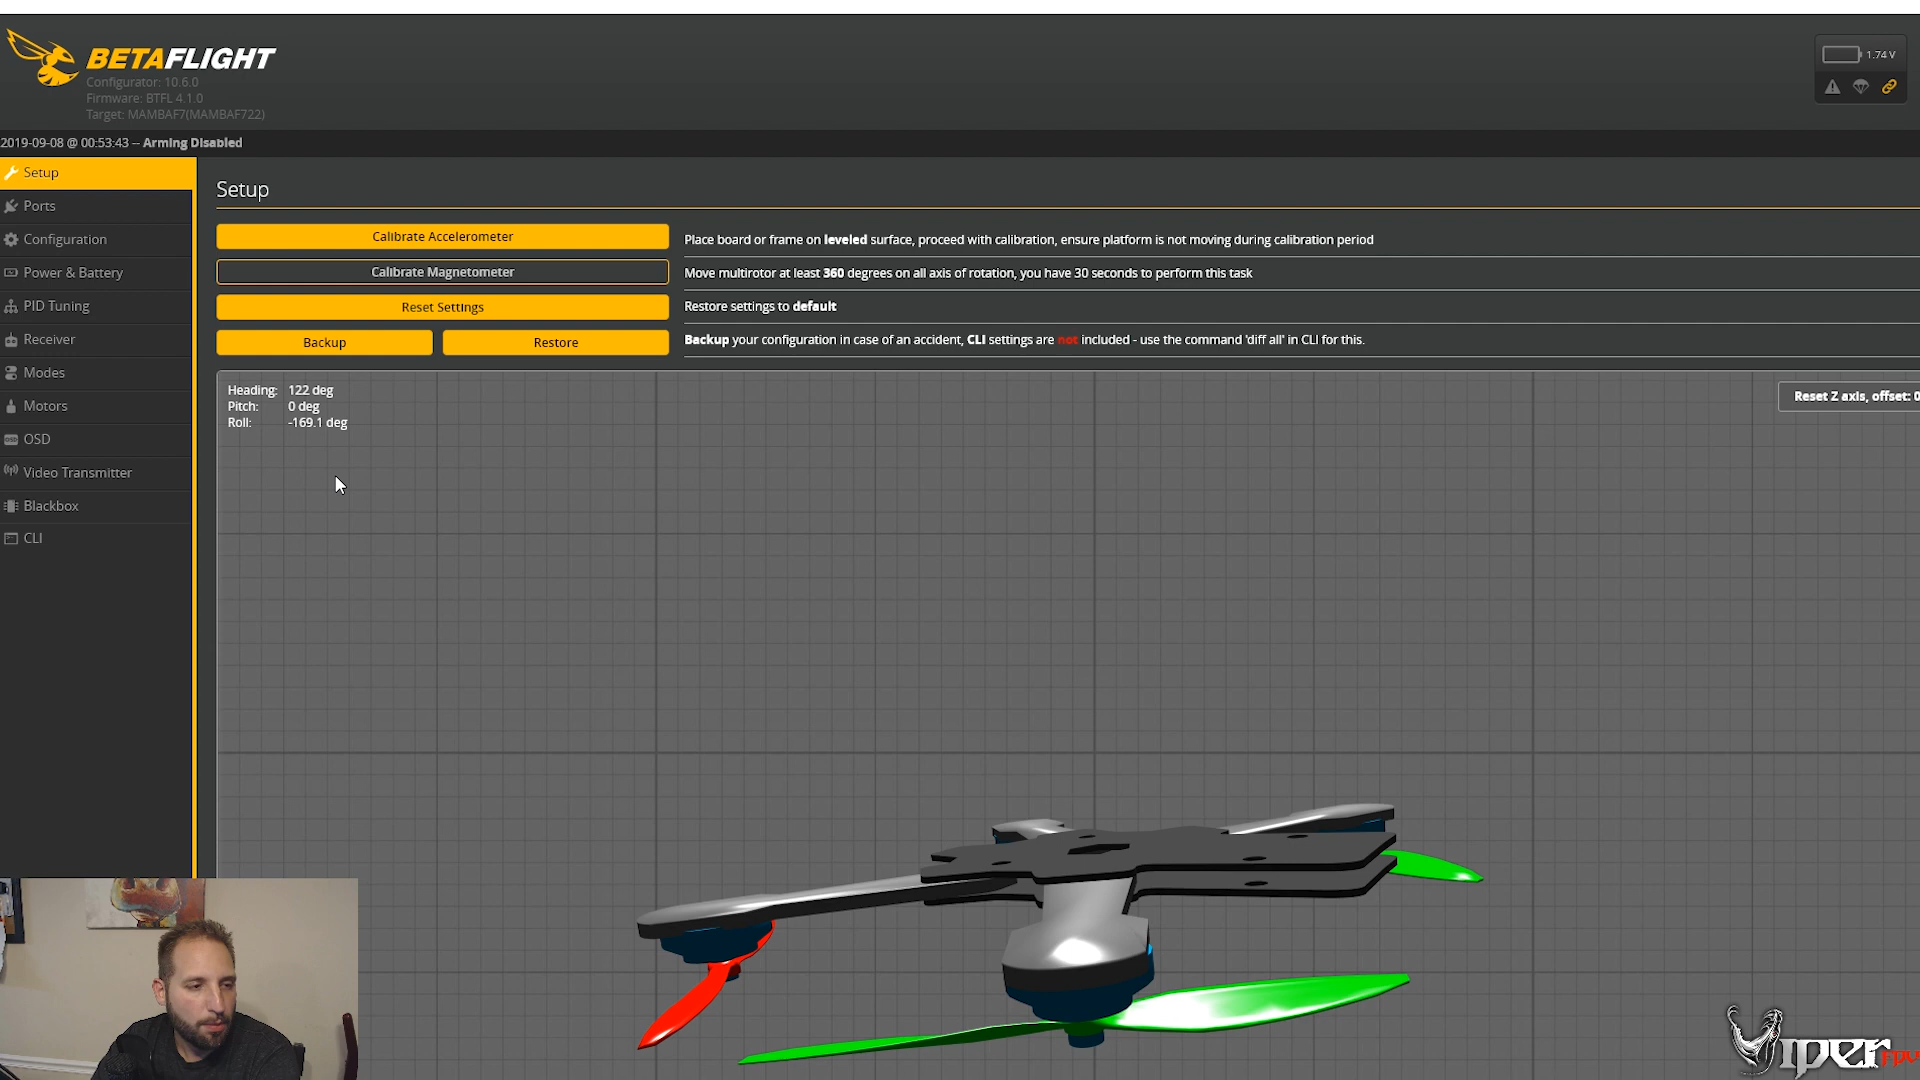 BETAFLIGHT
Configurator: 10.6.0
Firmware: BTFL 4.1.0
Target: MAMBAF7(MAMBAF722)
1.74 V
2019-09-08 @ 00:53:43 -- Arming Disabled
Setup
Ports
Configuration
Power & Battery
PID Tuning
Receiver
Modes
Motors
OSD
Video Transmitter
Blackbox
CLI
Setup
Calibrate Accelerometer
Place board or frame on leveled surface, proceed with calibration, ensure platform is not moving during calibration period
Calibrate Magnetometer
Move multirotor at least 360 degrees on all axis of rotation, you have 30 seconds to perform this task
Reset Settings
Restore settings to default
Backup
Restore
Backup your configuration in case of an accident, CLI settings are not included - use the command 'diff all' in CLI for this.
Heading: 122 deg
Pitch: 0 deg
Roll: -169.1 deg
Reset Z axis, offset: 0
Viper FPV